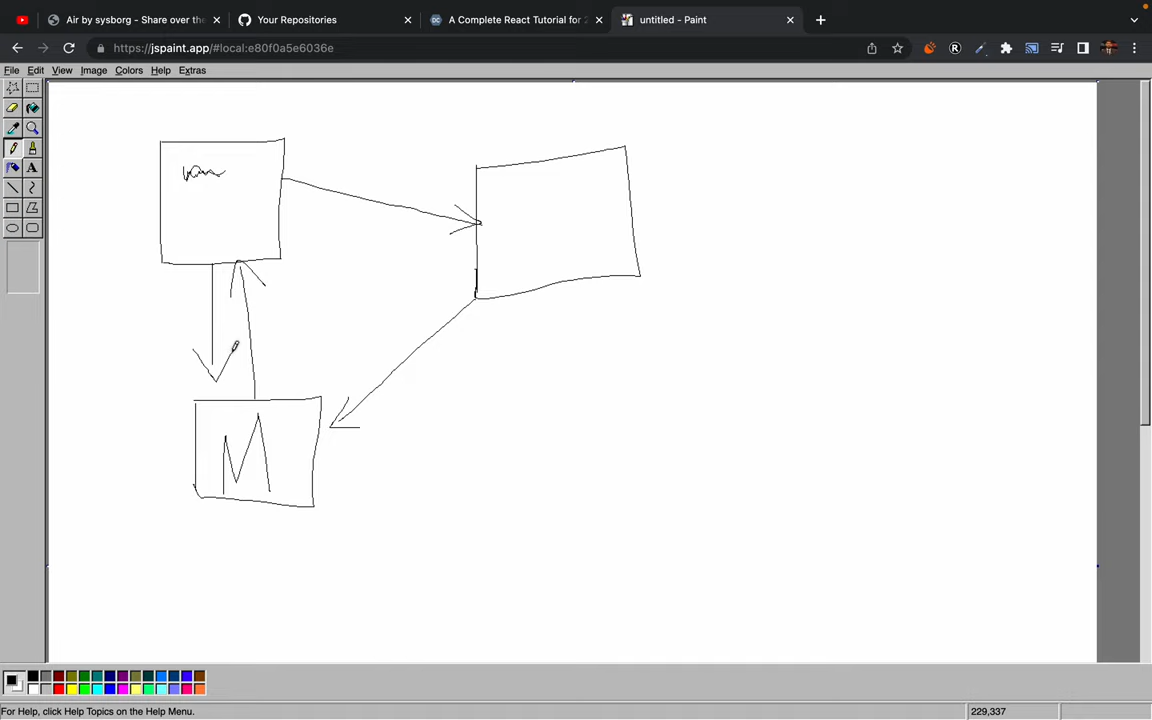 Air by sysborg - Share over the
Your Repositories
A Complete React Tutorial for 2
untitled - Paint
https://jspaint.app/#local:e80f0a5e6036e
File Edit View Image Colors Help Extras
M
For Help, click Help Topics on the Help Menu.
229,337